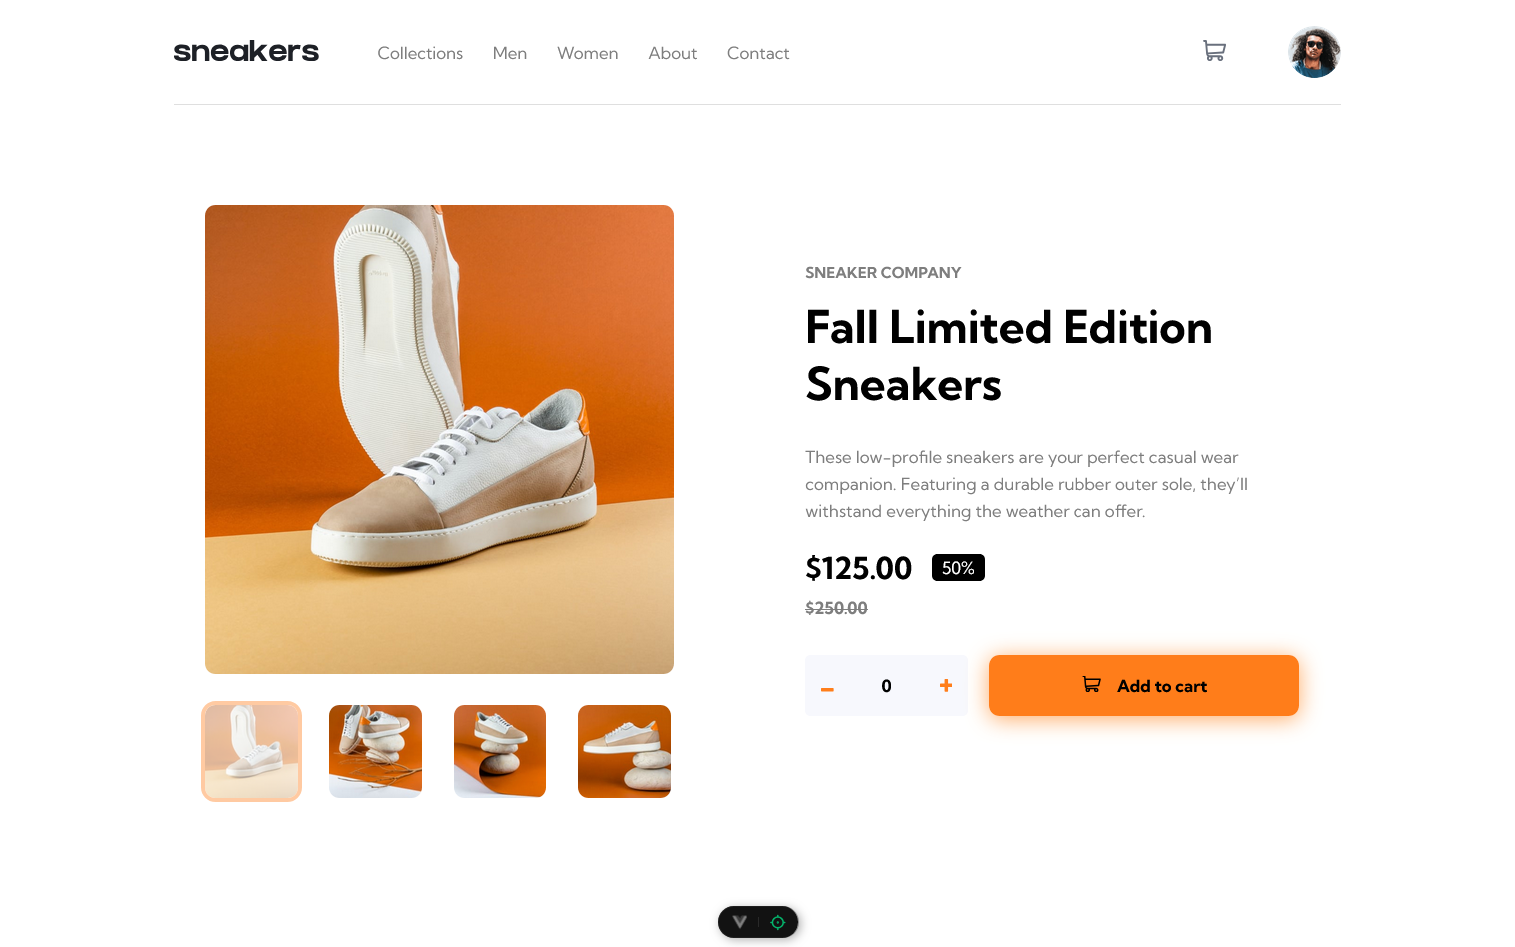 sneakers
Collections Men Women About Contact
SNEAKER COMPANY
Fall Limited Edition
Sneakers
These low-profile sneakers are your perfect casual wear
companion. Featuring a durable rubber outer sole, they’ll
withstand everything the weather can offer.
$125.00 50%
$250.00
– 0 +
Add to cart